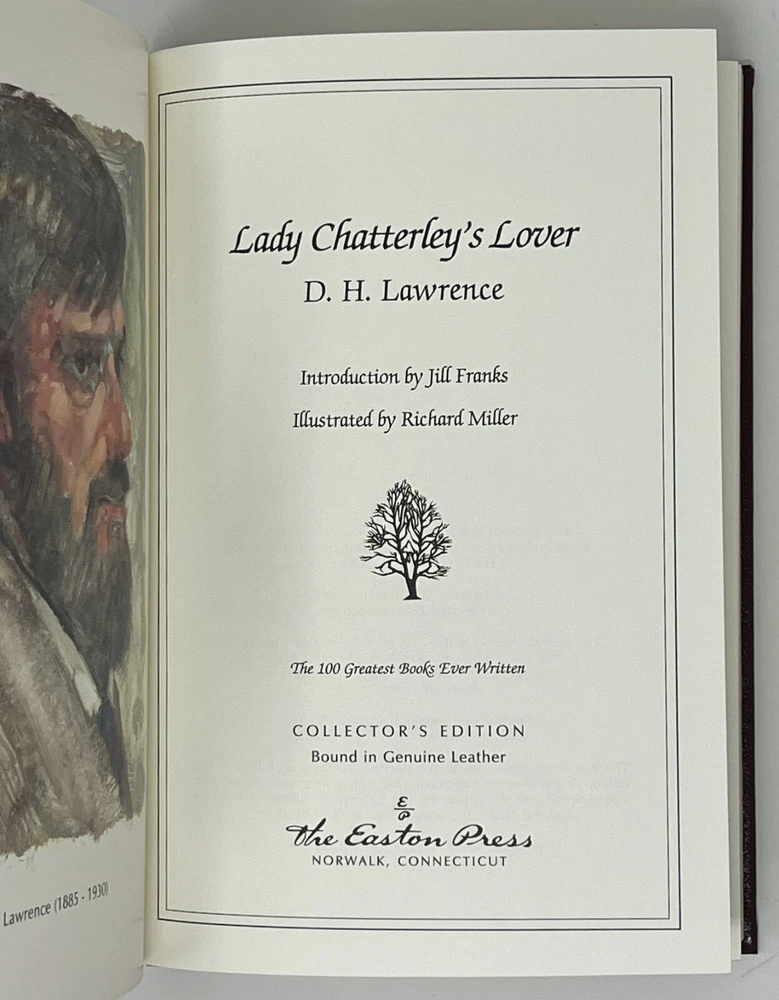 Lady Chatterley's Lover
D. H. Lawrence
Introduction by Jill Franks
Illustrated by Richard Miller
The 100 Greatest Books Ever Written
COLLECTOR'S EDITION
Bound in Genuine Leather
E
P
The Easton Press
NORWALK, CONNECTICUT
Lawrence (1885 - 1930)